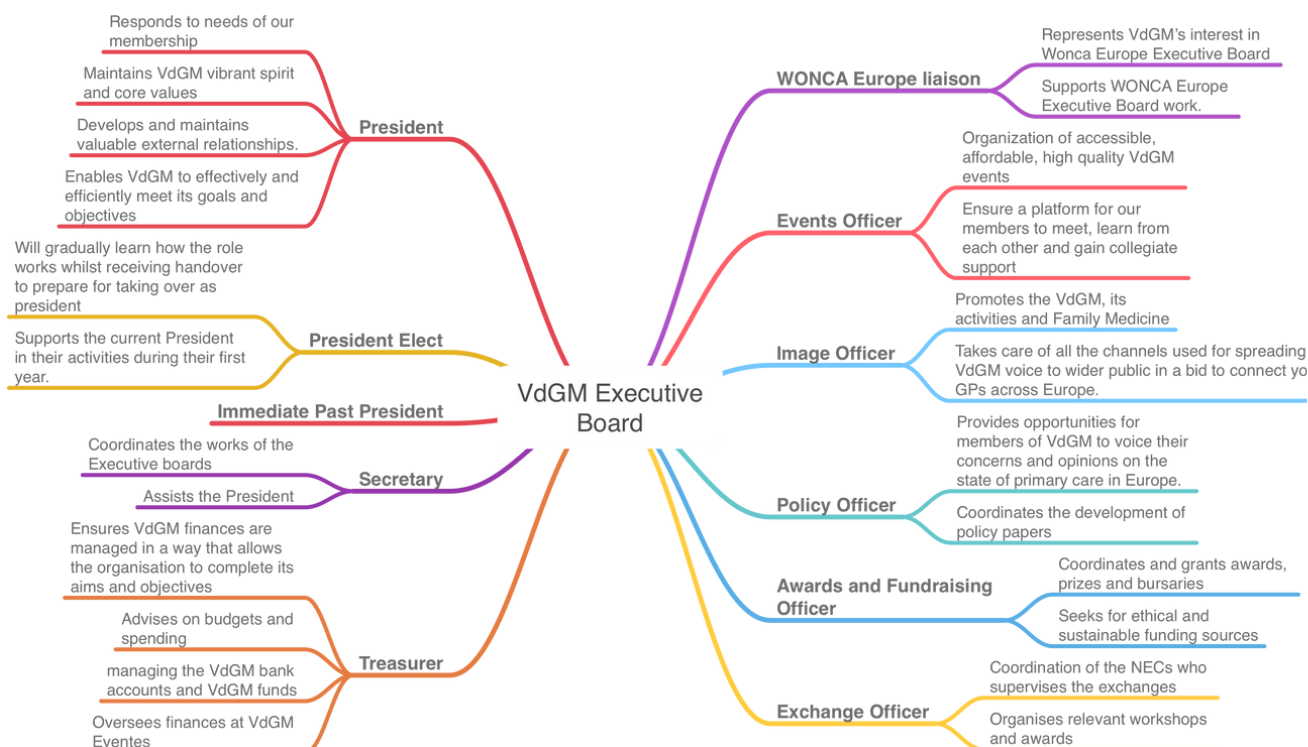 VdGM Executive
Board
President
Responds to needs of our
membership
Maintains VdGM vibrant spirit
and core values
Develops and maintains
valuable external relationships.
Enables VdGM to effectively and
efficiently meet its goals and
objectives
President Elect
Will gradually learn how the role
works whilst receiving handover
to prepare for taking over as
president
Supports the current President
in their activities during their first
year.
Immediate Past President
Secretary
Coordinates the works of the
Executive boards
Assists the President
Treasurer
Ensures VdGM finances are
managed in a way that allows
the organisation to complete its
aims and objectives
Advises on budgets and
spending
managing the VdGM bank
accounts and VdGM funds
Oversees finances at VdGM
Eventes
WONCA Europe liaison
Represents VdGM's interest in
Wonca Europe Executive Board
Supports WONCA Europe
Executive Board work.
Events Officer
Organization of accessible,
affordable, high quality VdGM
events
Ensure a platform for our
members to meet, learn from
each other and gain collegiate
support
Image Officer
Promotes the VdGM, its
activities and Family Medicine
Takes care of all the channels used for spreading
VdGM voice to wider public in a bid to connect
GPs across Europe.
Policy Officer
Provides opportunities for
members of VdGM to voice their
concerns and opinions on the
state of primary care in Europe.
Coordinates the development of
policy papers
Awards and Fundraising
Officer
Coordinates and grants awards,
prizes and bursaries
Seeks for ethical and
sustainable funding sources
Exchange Officer
Coordination of the NECs who
supervises the exchanges
Organises relevant workshops
and awards